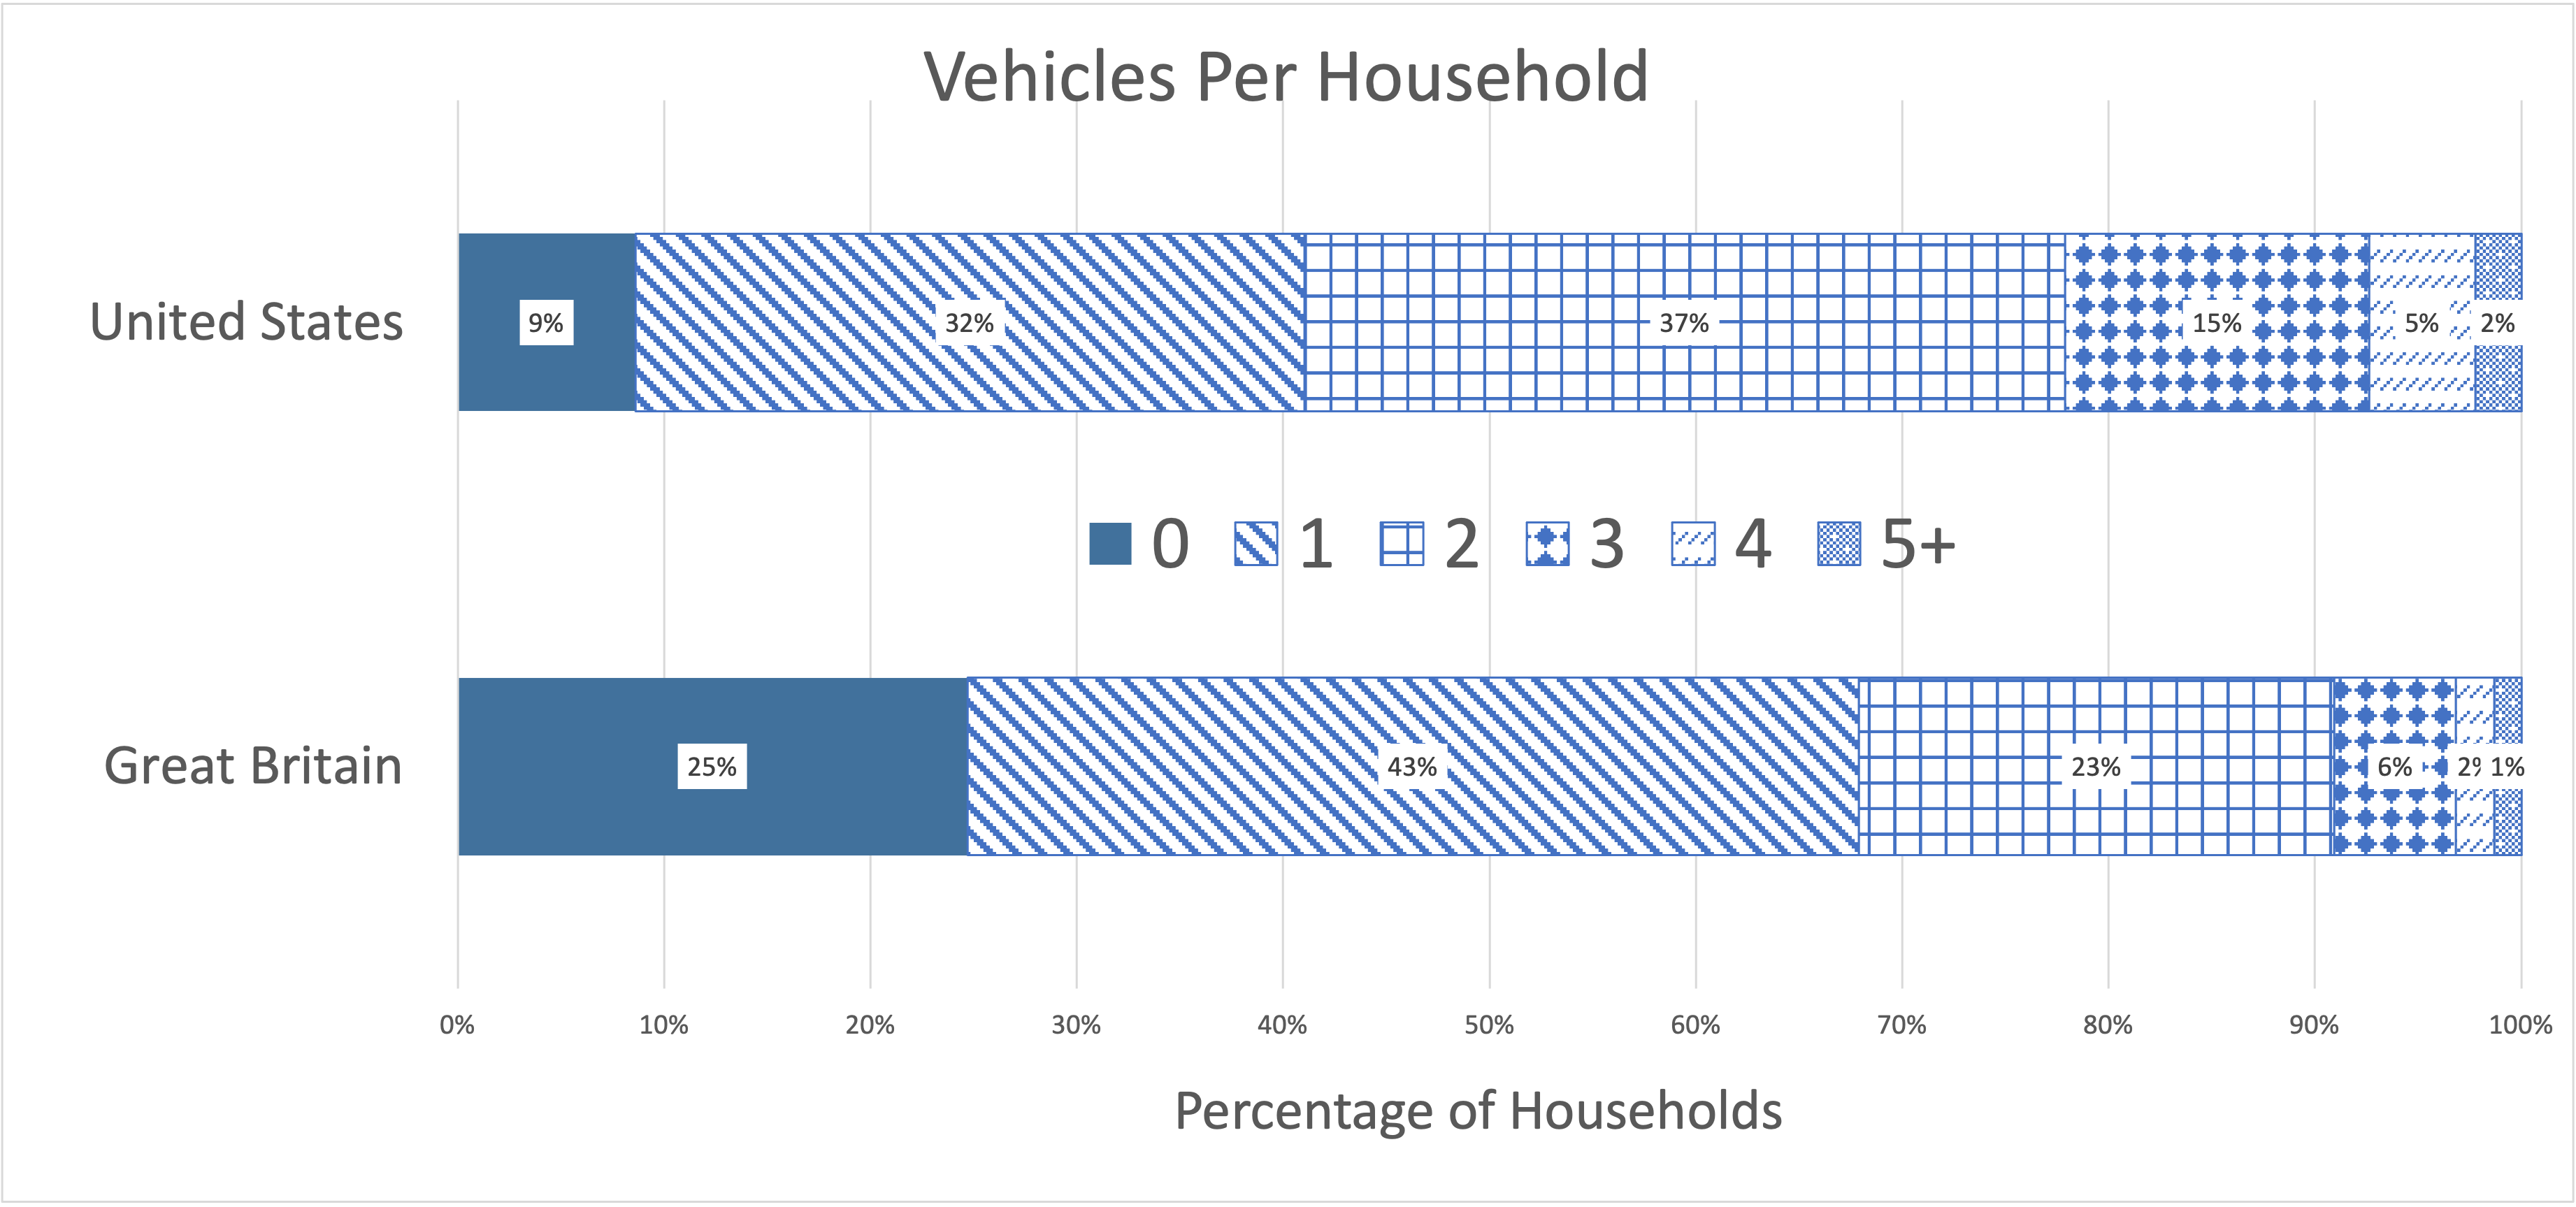 Vehicles Per Household
United States
9% 32% 37% 15% 5% 2%
0 1 2 3 4 5+
Great Britain
25% 43% 23% 6% 2% 1%
0% 10% 20% 30% 40% 50% 60% 70% 80% 90% 100%
Percentage of Households